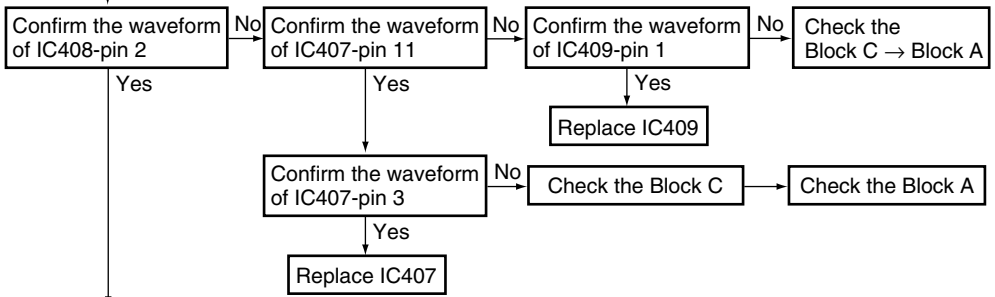 Confirm the waveform
of IC408-pin 2
No
Confirm the waveform
of IC407-pin 11
No
Confirm the waveform
of IC409-pin 1
No
Check the
Block C → Block A
Yes
Yes
Yes
Replace IC409
Confirm the waveform
of IC407-pin 3
No
Check the Block C
Check the Block A
Yes
Replace IC407